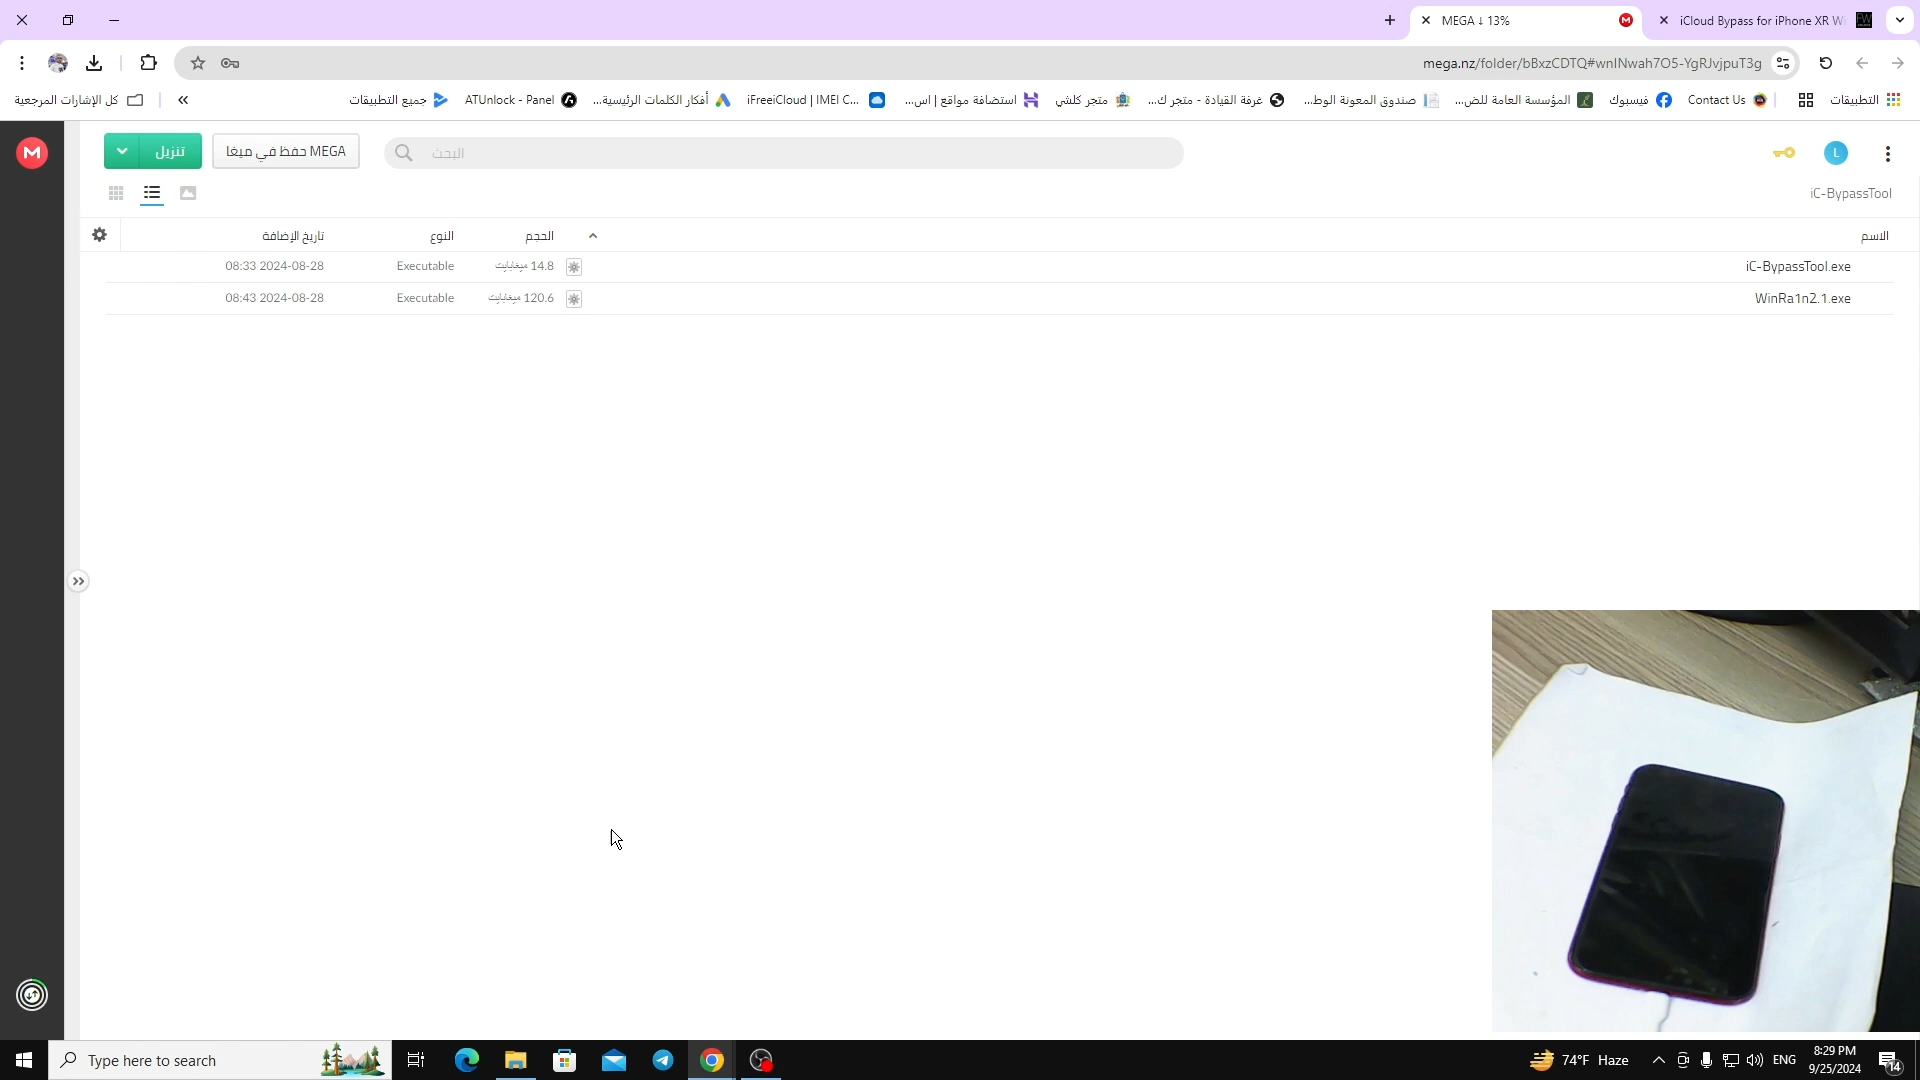 MEGA ↓ 13%
iCloud Bypass for iPhone XR Wi
mega.nz/folder/bBxzCDTQ#wnINwah7O5-YgRJvjpuT3g
التطبيقات
Contact Us
فيسبوك
المؤسسة العامة للض...
صندوق المعونة الوط...
غرفة القيادة - متجر ك...
متجر كلشي
استضافة مواقع | اس...
iFreeiCloud | IMEI C...
أفكار الكلمات الرئيسية...
ATUnlock - Panel
جميع التطبيقات
كل الإشارات المرجعية
L
البحث
MEGA حفظ في ميغا
تنزيل
M
iC-BypassTool
الاسم
الحجم
النوع
تاريخ الإضافة
iC-BypassTool.exe
14.8 ميغابايت
Executable
08:33 2024-08-28
WinRa1n2.1.exe
120.6 ميغابايت
Executable
08:43 2024-08-28
Type here to search
74°F Haze
ENG
8:29 PM
9/25/2024
14